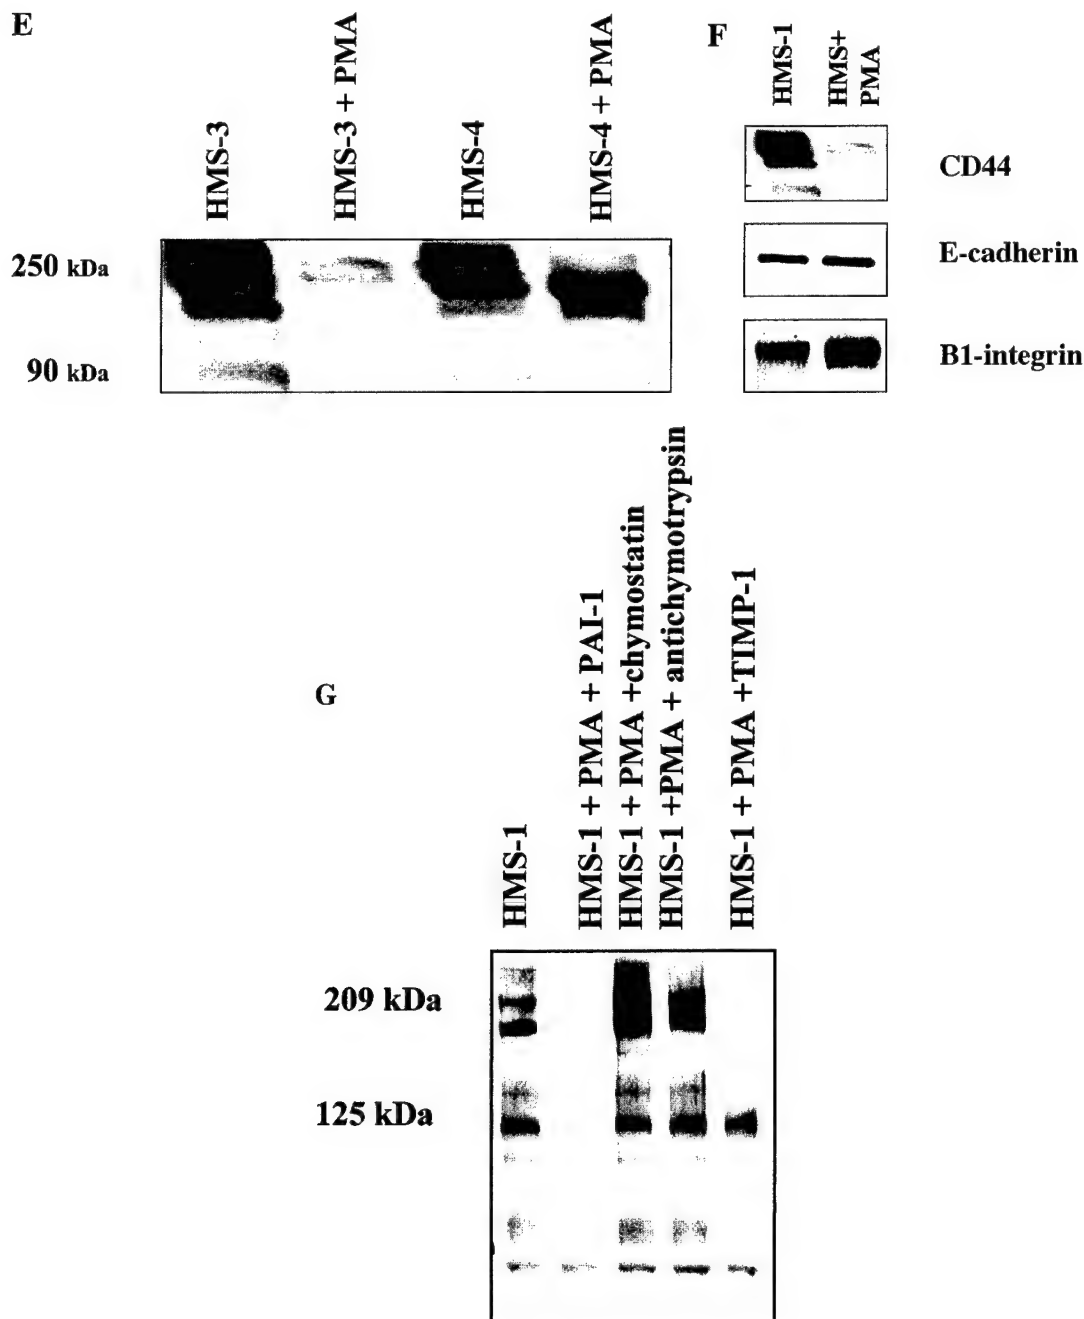 E
HMS-3
HMS-3 + PMA
HMS-4
HMS-4 + PMA
250 kDa
90 kDa
F
HMS-1
HMS+
PMA
CD44
E-cadherin
B1-integrin
G
HMS-1
HMS-1 + PMA + PAI-1
HMS-1 + PMA +chymostatin
HMS-1 +PMA + antichymotrypsin
HMS-1 + PMA +TIMP-1
209 kDa
125 kDa